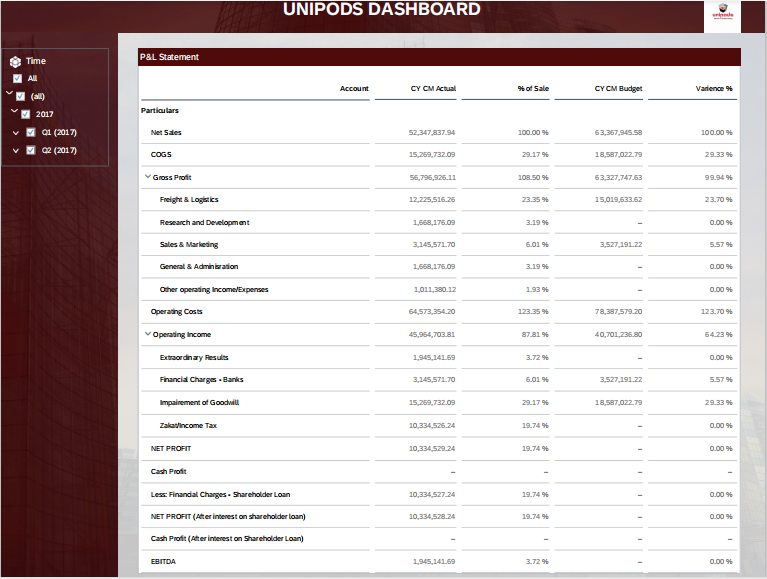 UNIPODS DASHBOARD
unipods
Time
All
(all)
2017
Q1 (2017)
Q2 (2017)
P&L Statement
Account CY CM Actual % of Sale CY CM Budget Varience %
Particulars
Net Sales 52,347,837.94 100.00 % 63,367,945.58 100.00 %
COGS 15,269,732.09 29.17 % 18,587,022.79 29.33 %
Gross Profit 56,796,926.11 108.50 % 63,327,747.63 99.94 %
Freight & Logistics 12,225,516.26 23.35 % 15,019,633.62 23.70 %
Research and Development 1,668,176.09 3.19 % – 0.00 %
Sales & Marketing 3,145,571.70 6.01 % 3,527,191.22 5.57 %
General & Adminisration 1,668,176.09 3.19 % – 0.00 %
Other operating Income/Expenses 1,011,380.12 1.93 % – 0.00 %
Operating Costs 64,573,354.20 123.35 % 78,387,579.20 123.70 %
Operating Income 45,964,703.81 87.81 % 40,701,236.80 64.23 %
Extraordinary Results 1,945,141.69 3.72 % – 0.00 %
Financial Charges - Banks 3,145,571.70 6.01 % 3,527,191.22 5.57 %
Impairement of Goodwill 15,269,732.09 29.17 % 18,587,022.79 29.33 %
Zakat/Income Tax 10,334,526.24 19.74 % – 0.00 %
NET PROFIT 10,334,529.24 19.74 % – 0.00 %
Cash Profit – – – –
Less: Financial Charges - Shareholder Loan 10,334,527.24 19.74 % – 0.00 %
NET PROFIT (After interest on shareholder loan) 10,334,528.24 19.74 % – 0.00 %
Cash Profit (After interest on Shareholder Loan) – – – –
EBITDA 1,945,141.69 3.72 % – 0.00 %